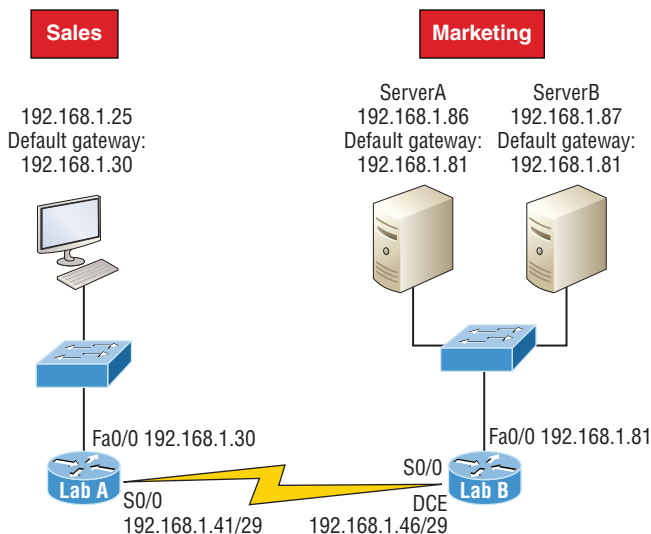 Sales
Marketing
192.168.1.25
Default gateway:
192.168.1.30
ServerA
192.168.1.86
Default gateway:
192.168.1.81
ServerB
192.168.1.87
Default gateway:
192.168.1.81
Fa0/0 192.168.1.30
Fa0/0 192.168.1.81
Lab A
S0/0
192.168.1.41/29
S0/0
DCE
192.168.1.46/29
Lab B